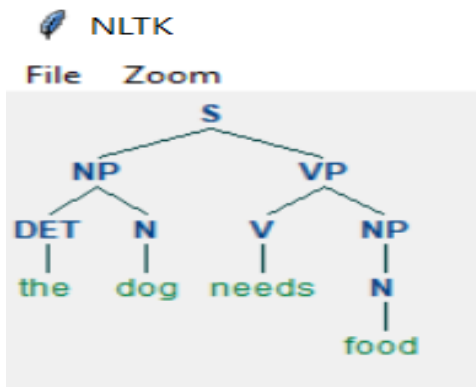 NLTK
File Zoom
S
NP VP
DET N V NP
the dog needs N
food